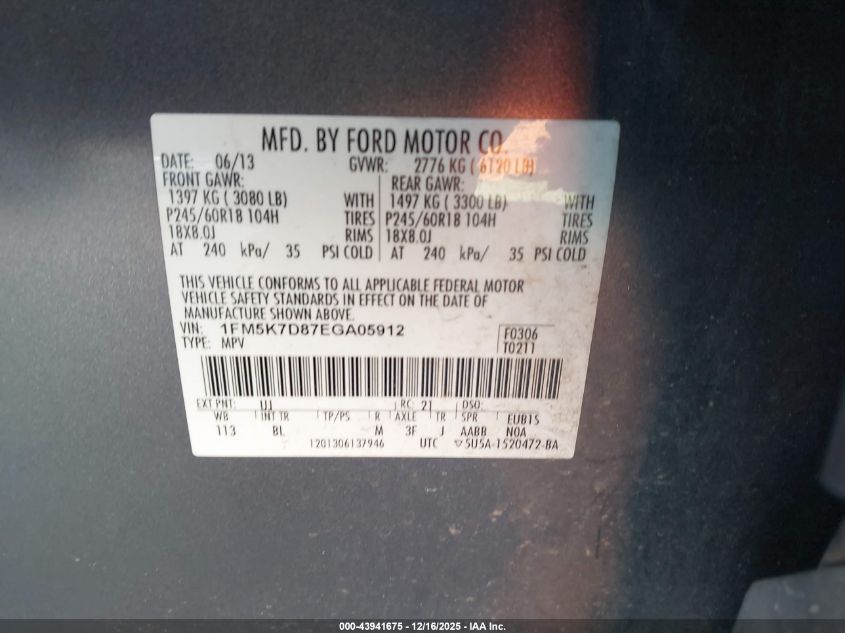 MFD. BY FORD MOTOR CO.
DATE: 06/13 GVWR: 2776 KG ( 6120 LB)
FRONT GAWR: REAR GAWR:
1397 KG ( 3080 LB) WITH 1497 KG ( 3300 LB) WITH
P245/60R18 104H TIRES P245/60R18 104H TIRES
18X8.0J RIMS 18X8.0J RIMS
AT 240 kPa/ 35 PSI COLD AT 240 kPa/ 35 PSI COLD
THIS VEHICLE CONFORMS TO ALL APPLICABLE FEDERAL MOTOR
VEHICLE SAFETY STANDARDS IN EFFECT ON THE DATE OF
MANUFACTURE SHOWN ABOVE.
VIN: 1FM5K7D87EGA05912 F0306
TYPE: MPV T0211
EXT PNT: UJ RC: 21 DSO:
WB INT TR TP/PS R AXLE TR SPR EUB15
113 8L M 3F J AABB NOA
1201306137946 UTC 5U5A-1520472-BA
000-43941675 - 12/16/2025 - IAA Inc.